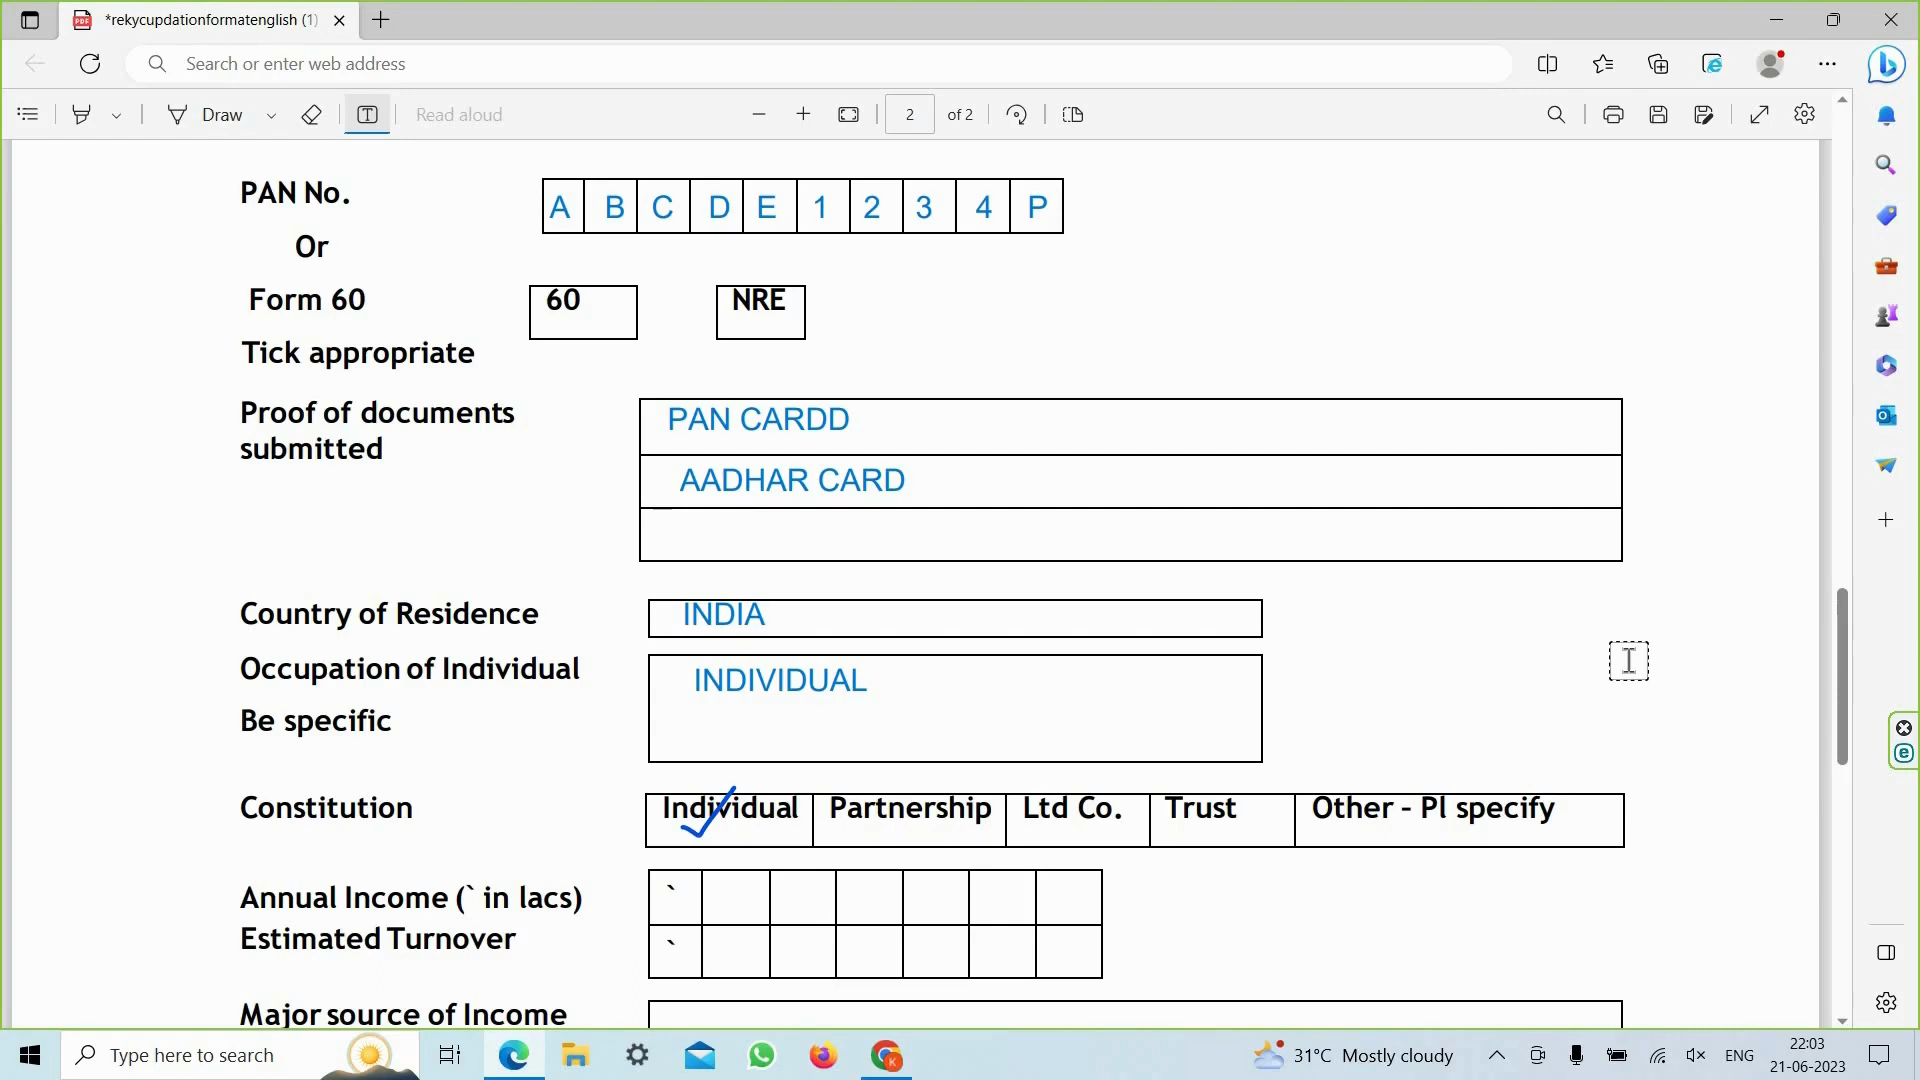 *rekycupdationformatenglish (1)
Search or enter web address
Draw
Read aloud
2 of 2
PAN No.
A B C D E 1 2 3 4 P
Or
Form 60
60
NRE
Tick appropriate
Proof of documents
submitted
PAN CARDD
AADHAR CARD
Country of Residence
INDIA
Occupation of Individual
INDIVIDUAL
Be specific
Constitution
Individual
Partnership
Ltd Co.
Trust
Other - Pl specify
Annual Income (` in lacs)
`
Estimated Turnover
`
Major source of Income
Type here to search
31°C Mostly cloudy
ENG
22:03
21-06-2023